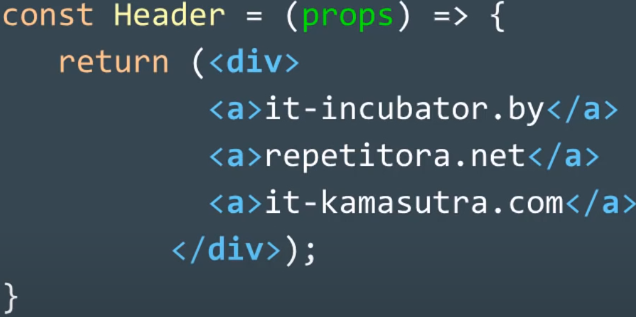 const Header = (props) => {
return (<div>
<a>it-incubator.by</a>
<a>repetitora.net</a>
<a>it-kamasutra.com</a>
</div>);
}